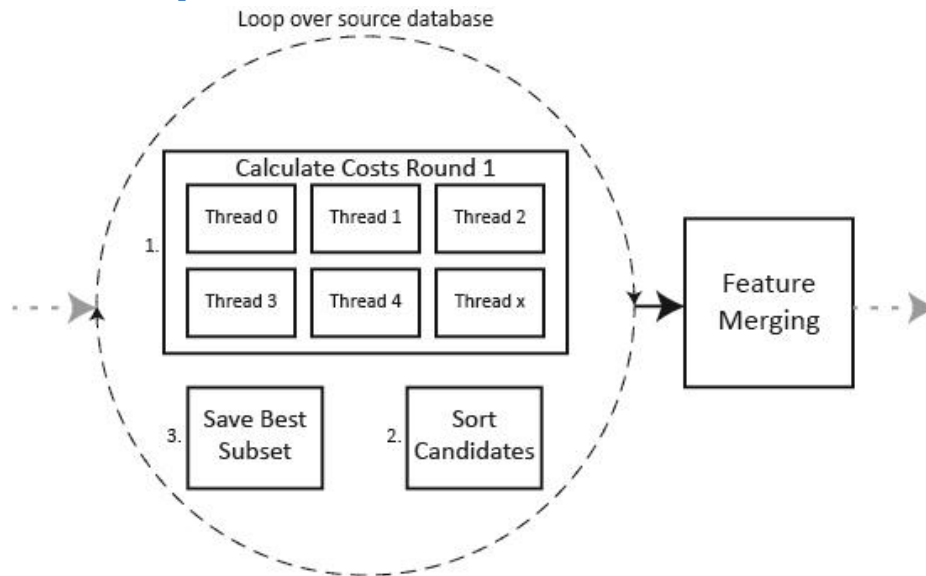 Loop over source database
Calculate Costs Round 1
Thread 0
Thread 1
Thread 2
1.
Thread 3
Thread 4
Thread x
Feature
Merging
3.
Save Best
Subset
2.
Sort
Candidates